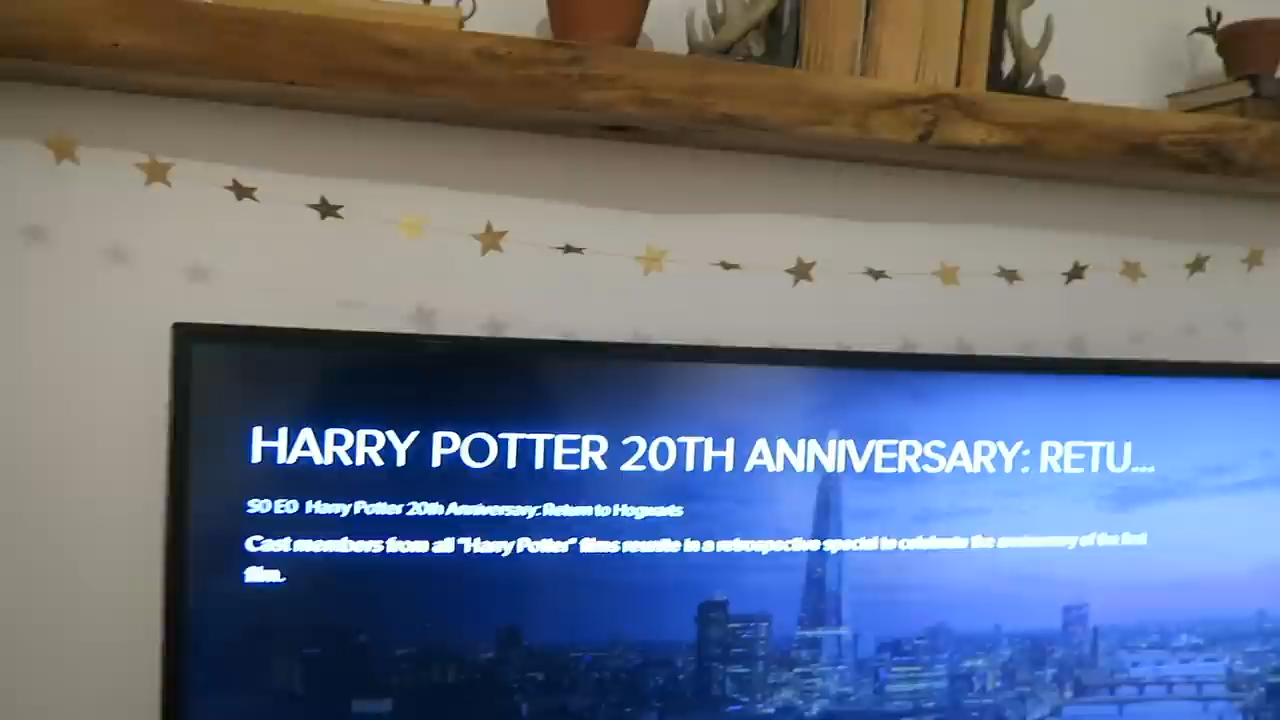 HARRY POTTER 20TH ANNIVERSARY: RETU...
S0 E0 Harry Potter 20th Anniversary: Return to Hogwarts
Cast members from all "Harry Potter" films reunite in a retrospective special to celebrate the anniversary of the first
film.